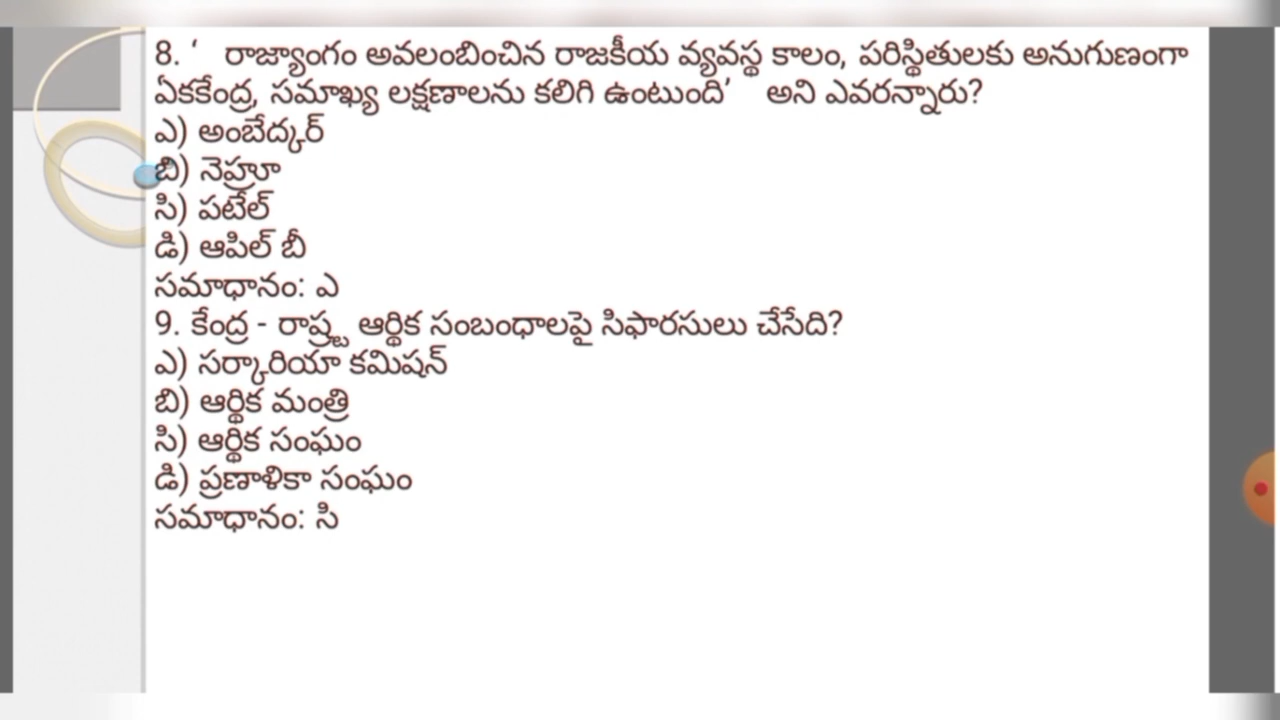 8. ‘ రాజ్యాంగం అవలంబించిన రాజకీయ వ్యవస్థ కాలం, పరిస్థితులకు అనుగుణంగా
ఏకకేంద్ర, సమాఖ్య లక్షణాలను కలిగి ఉంటుంది’ అని ఎవరన్నారు?
ఎ) అంబేద్కర్
బి) నెహ్రూ
సి) పటేల్
డి) ఆపిల్ బీ
సమాధానం: ఎ
9. కేంద్ర - రాష్ట్ర ఆర్థిక సంబంధాలపై సిఫారసులు చేసేది?
ఎ) సర్కారియా కమిషన్
బి) ఆర్థిక మంత్రి
సి) ఆర్థిక సంఘం
డి) ప్రణాళికా సంఘం
సమాధానం: సి